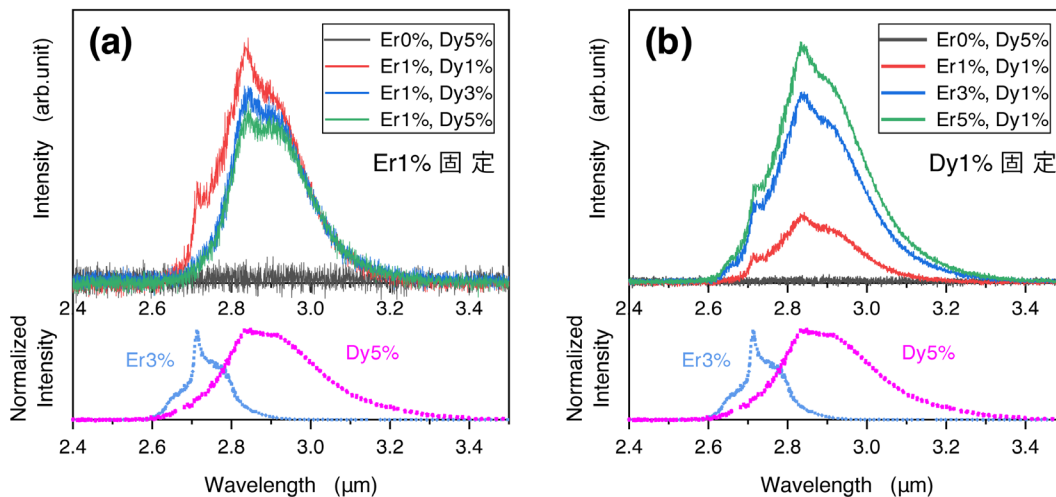 (a)
Er0%, Dy5%
Er1%, Dy1%
Er1%, Dy3%
Er1%, Dy5%
Er1% 固 定
Intensity (arb.unit)
2.4 2.6 2.8 3.0 3.2 3.4
Er3%
Dy5%
Normalized
Intensity
2.4 2.6 2.8 3.0 3.2 3.4
Wavelength (μm)
(b)
Er0%, Dy5%
Er1%, Dy1%
Er3%, Dy1%
Er5%, Dy1%
Dy1% 固 定
Intensity (arb.unit)
2.4 2.6 2.8 3.0 3.2 3.4
Er3%
Dy5%
Normalized
Intensity
2.4 2.6 2.8 3.0 3.2 3.4
Wavelength (μm)